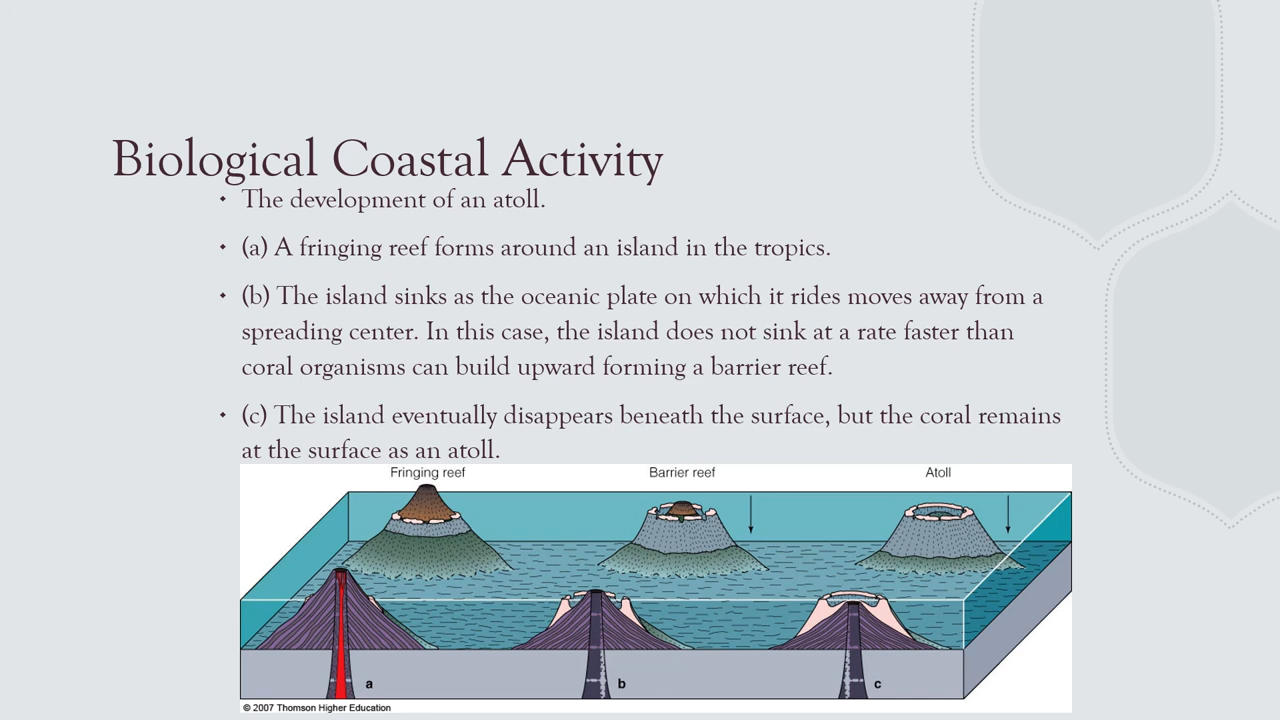 Biological Coastal Activity
The development of an atoll.
(a) A fringing reef forms around an island in the tropics.
(b) The island sinks as the oceanic plate on which it rides moves away from a
spreading center. In this case, the island does not sink at a rate faster than
coral organisms can build upward forming a barrier reef.
(c) The island eventually disappears beneath the surface, but the coral remains
at the surface as an atoll.
Fringing reef Barrier reef Atoll
a b c
© 2007 Thomson Higher Education